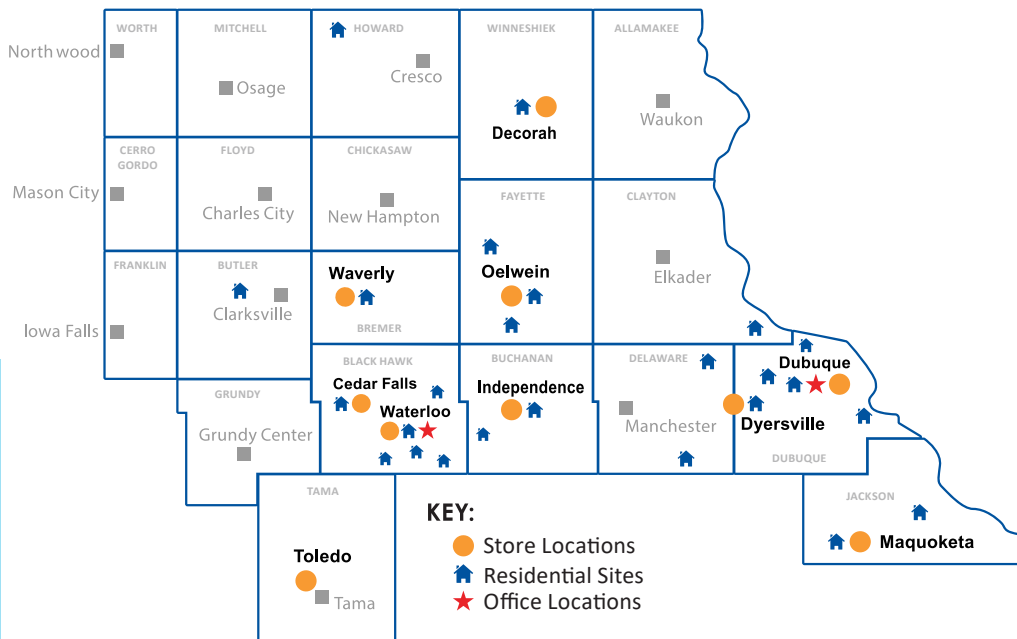 WORTH
MITCHELL
HOWARD
WINNESHIEK
ALLAMAKEE
North wood
Osage
Cresco
Decorah
Waukon
CERRO
GORDO
FLOYD
CHICKASAW
FAYETTE
CLAYTON
Mason City
Charles City
New Hampton
Oelwein
Elkader
FRANKLIN
BUTLER
Waverly
Iowa Falls
Clarksville
BREMER
BLACK HAWK
BUCHANAN
DELAWARE
Dubuque
GRUNDY
Cedar Falls
Waterloo
Independence
Manchester
Dyersville
Grundy Center
DUBUQUE
TAMA
JACKSON
KEY:
Store Locations
Residential Sites
Office Locations
Maquoketa
Toledo
Tama